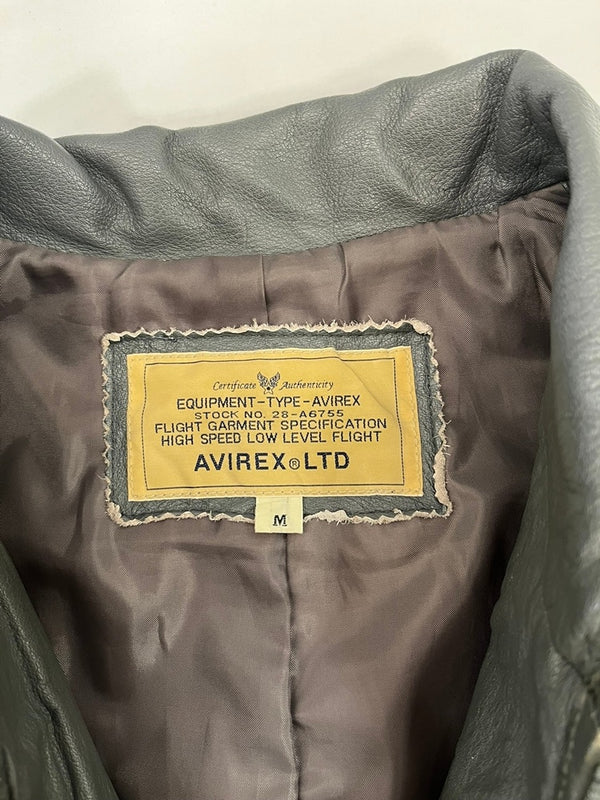 Certificate Authenticity
EQUIPMENT-TYPE-AVIREX
STOCK NO. 28-A6755
FLIGHT GARMENT SPECIFICATION
HIGH SPEED LOW LEVEL FLIGHT
AVIREX® LTD
M